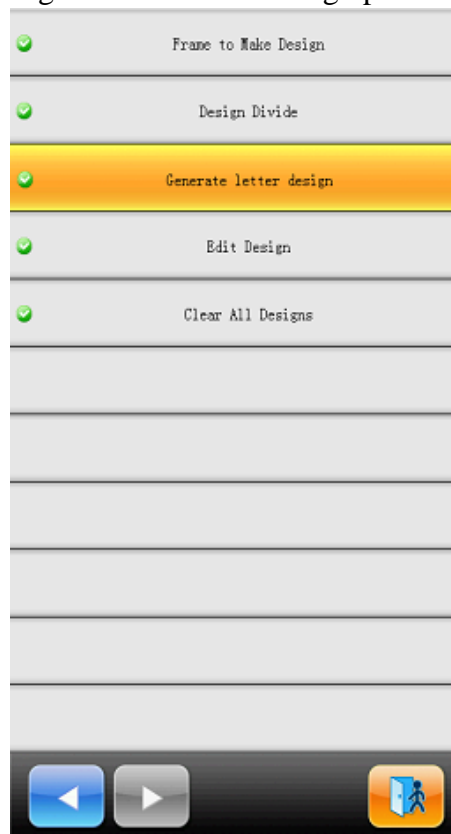 Frame to Make Design
Design Divide
Generate letter design
Edit Design
Clear All Designs